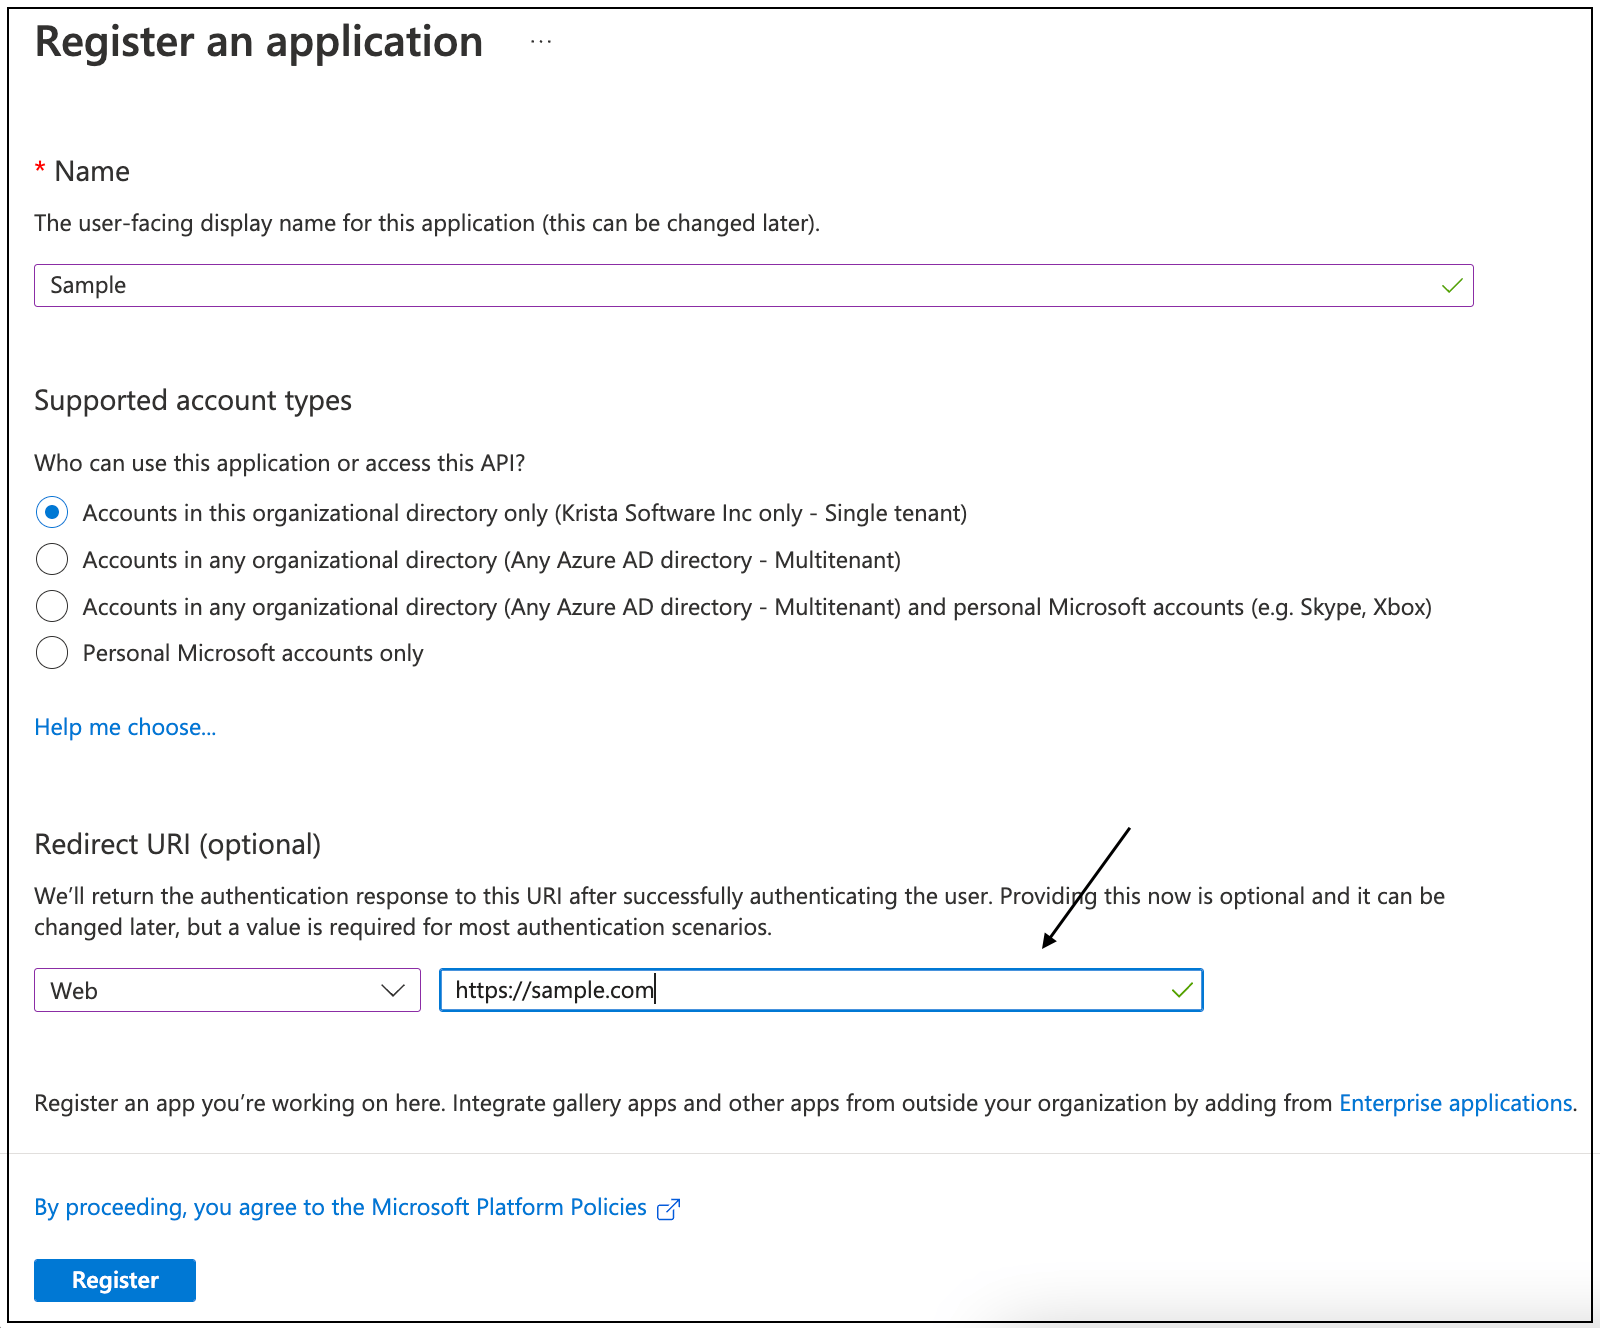 Register an application ...
* Name
The user-facing display name for this application (this can be changed later).
Sample
Supported account types
Who can use this application or access this API?
Accounts in this organizational directory only (Krista Software Inc only - Single tenant)
Accounts in any organizational directory (Any Azure AD directory - Multitenant)
Accounts in any organizational directory (Any Azure AD directory - Multitenant) and personal Microsoft accounts (e.g. Skype, Xbox)
Personal Microsoft accounts only
Help me choose...
Redirect URI (optional)
We’ll return the authentication response to this URI after successfully authenticating the user. Providing this now is optional and it can be
changed later, but a value is required for most authentication scenarios.
Web https://sample.com
Register an app you’re working on here. Integrate gallery apps and other apps from outside your organization by adding from Enterprise applications.
By proceeding, you agree to the Microsoft Platform Policies
Register